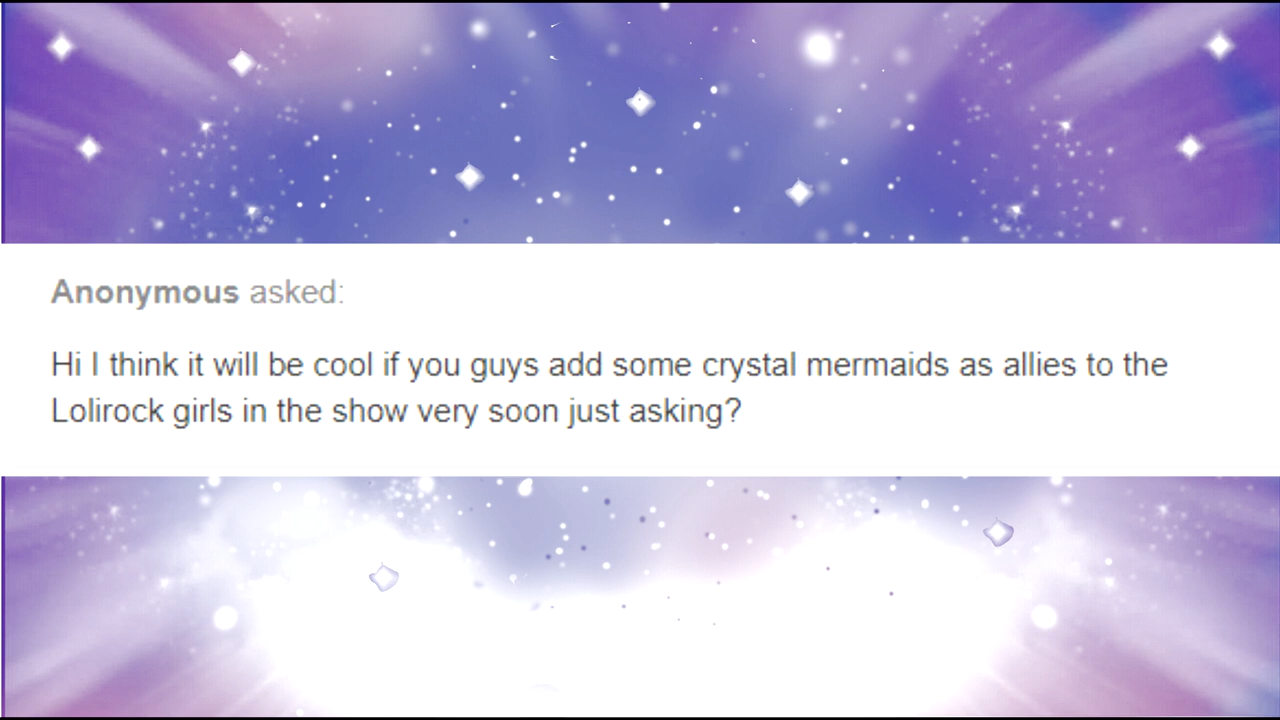 Anonymous asked:
Hi I think it will be cool if you guys add some crystal mermaids as allies to the
Lolirock girls in the show very soon just asking?